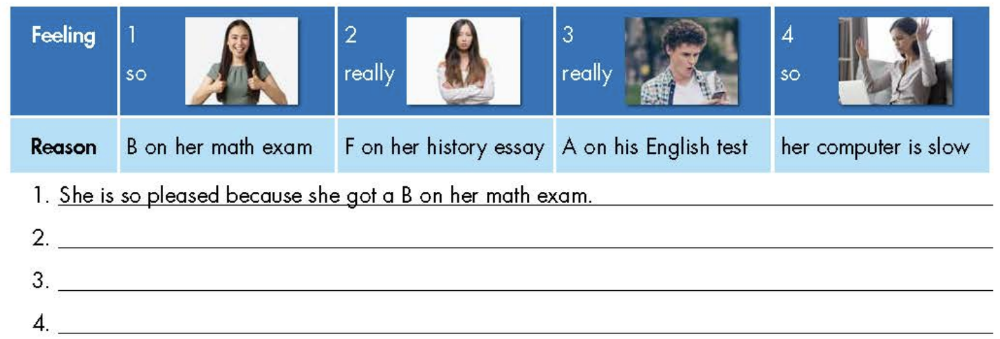 Feeling 1 so 2 really 3 really 4 so
Reason B on her math exam F on her history essay A on his English test her computer is slow
1. She is so pleased because she got a B on her math exam.
2.
3.
4.